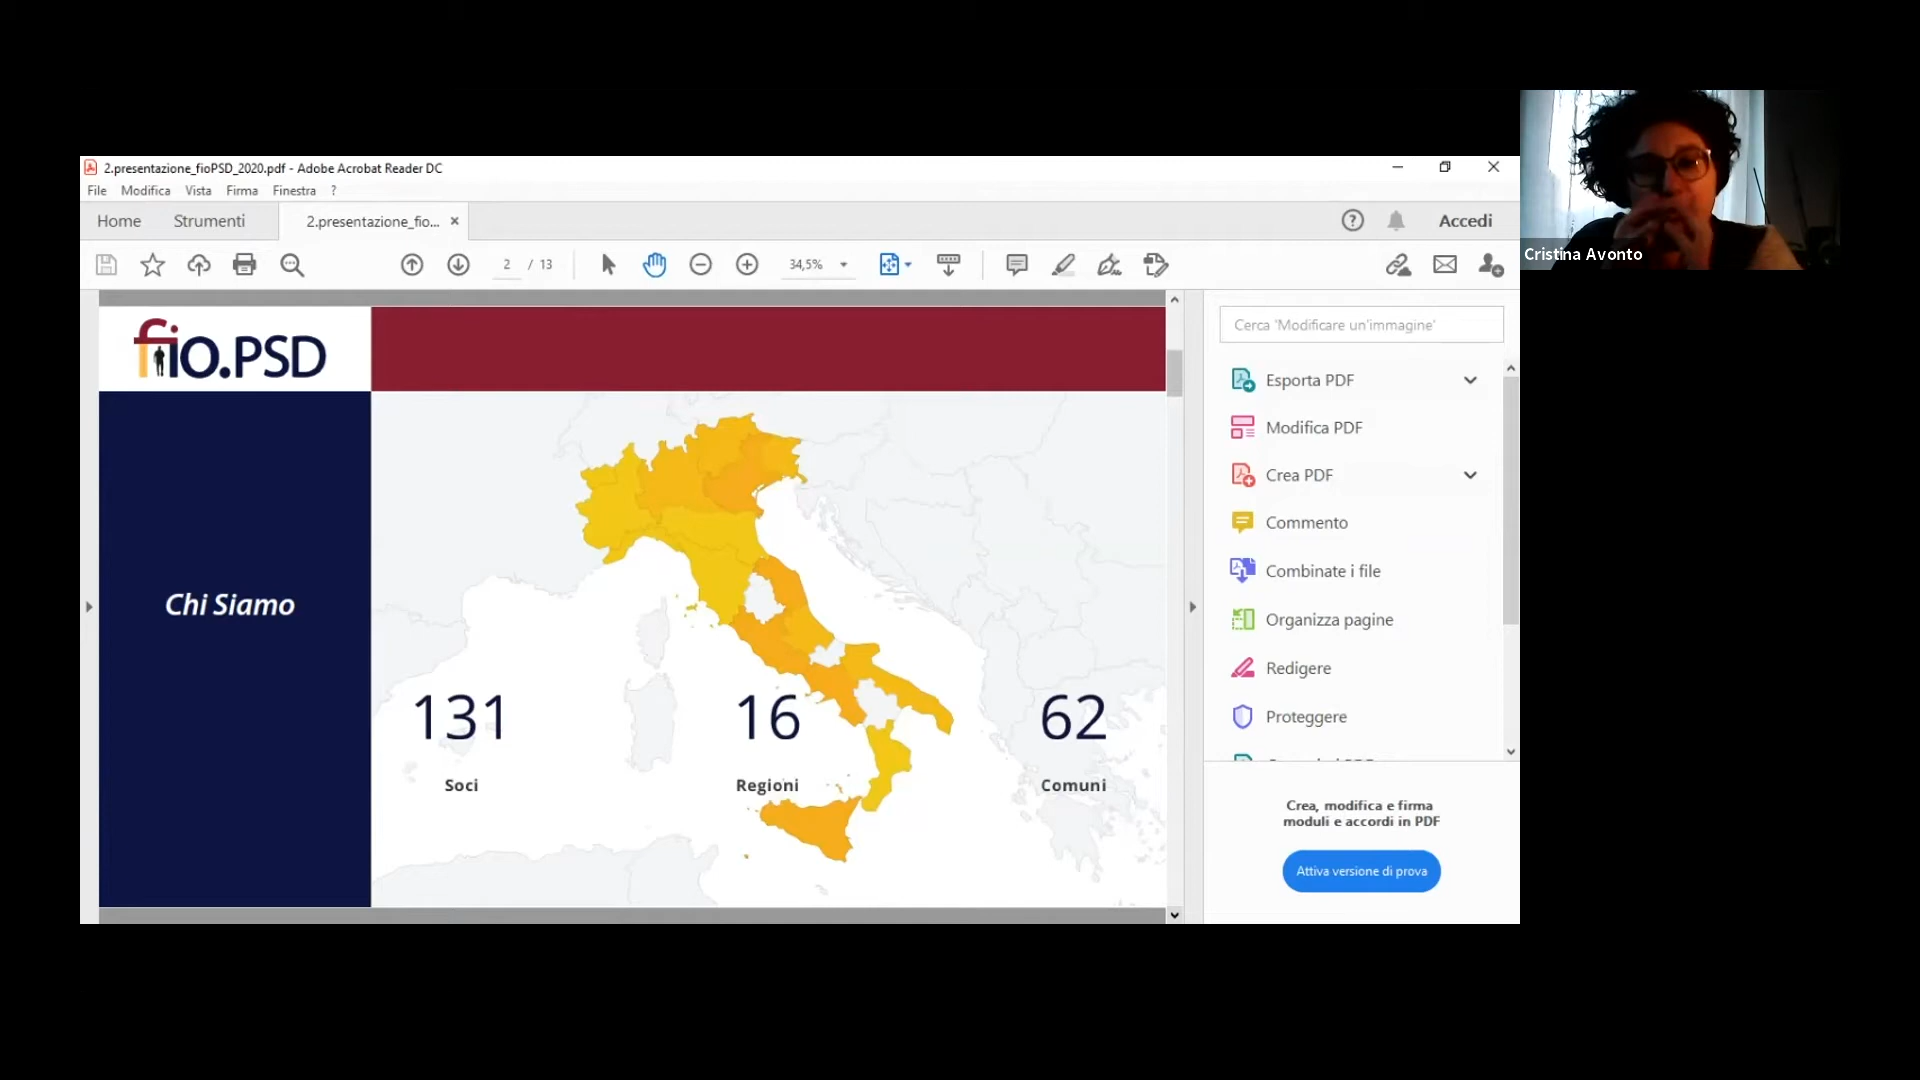 2.presentazione_fioPSD_2020.pdf - Adobe Acrobat Reader DC
File Modifica Vista Firma Finestra ?
Home Strumenti 2.presentazione_fio... × Accedi
2 / 13 34,5%
fio.PSD
Chi Siamo
131 16 62
Soci Regioni Comuni
Cerca 'Modificare un'immagine'
Esporta PDF
Modifica PDF
Crea PDF
Commento
Combinate i file
Organizza pagine
Redigere
Proteggere
Crea, modifica e firma
moduli e accordi in PDF
Attiva versione di prova
Cristina Avonto